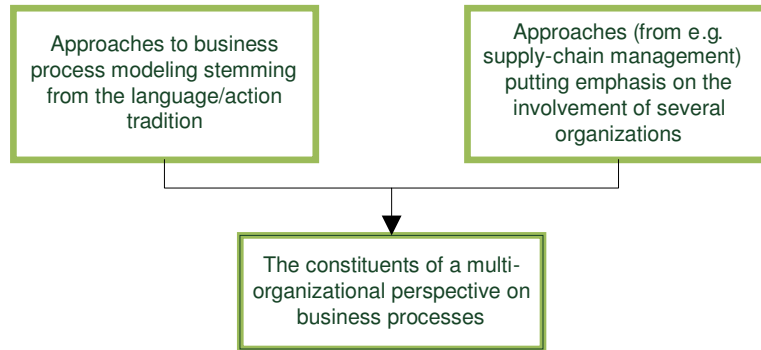 Approaches to business
process modeling stemming
from the language/action
tradition
Approaches (from e.g.
supply-chain management)
putting emphasis on the
involvement of several
organizations
The constituents of a multi-
organizational perspective on
business processes